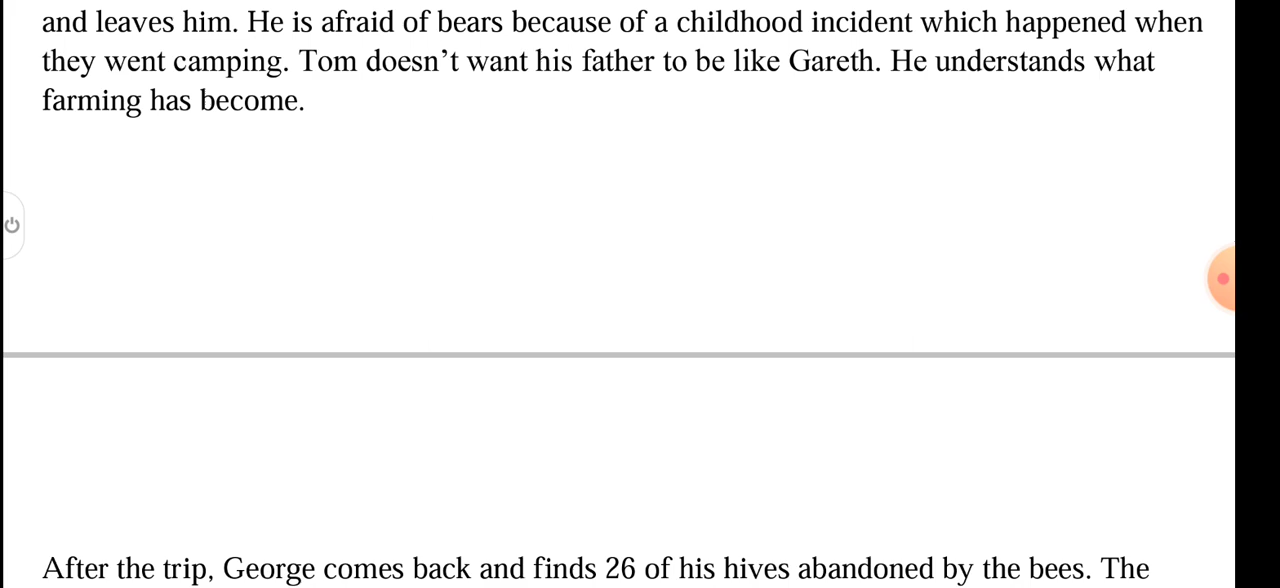 and leaves him. He is afraid of bears because of a childhood incident which happened when
they went camping. Tom doesn’t want his father to be like Gareth. He understands what
farming has become.
After the trip, George comes back and finds 26 of his hives abandoned by the bees. The